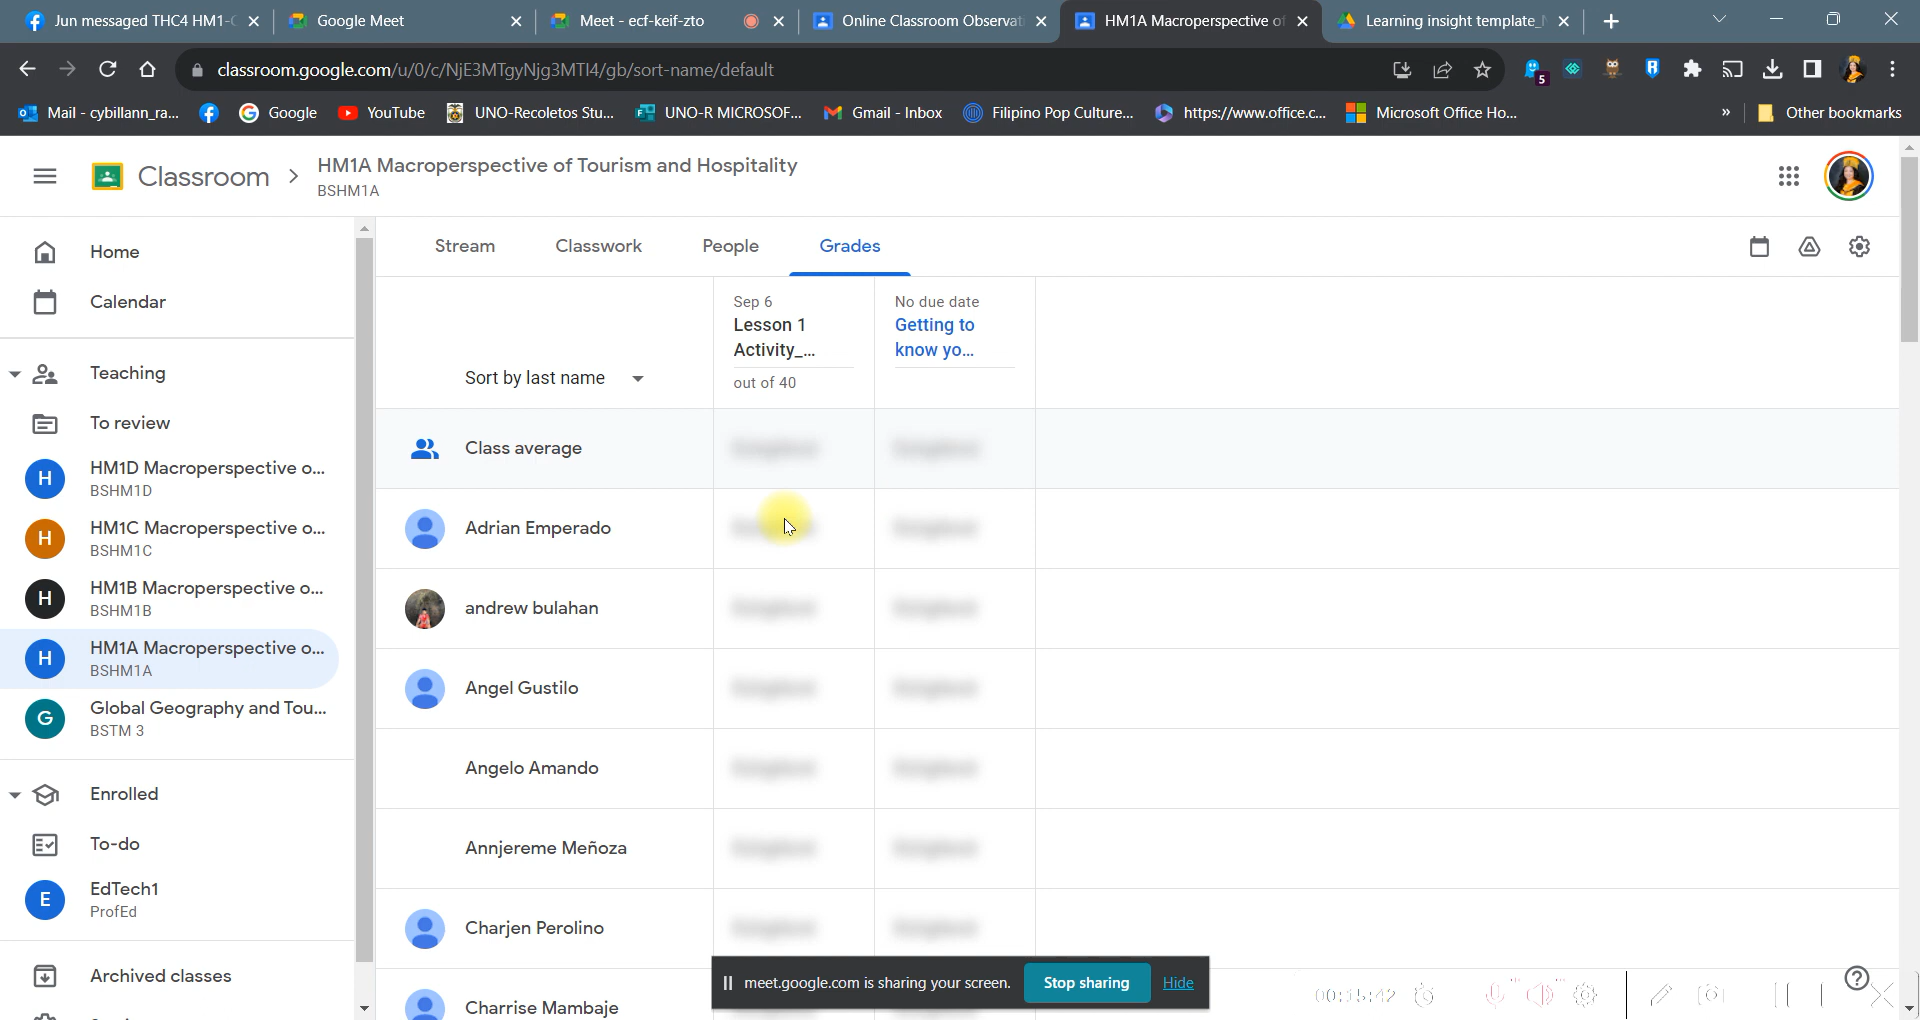 Jun messaged THC4 HM1-C
Google Meet
Meet - ecf-keif-zto
Online Classroom Observat
HM1A Macroperspective of
Learning insight template_
classroom.google.com/u/0/c/NjE3MTgyNjg3MTI4/gb/sort-name/default
5
Mail - cybillann_ra...
Google
YouTube
UNO-Recoletos Stu...
UNO-R MICROSOF...
Gmail - Inbox
Filipino Pop Culture...
https://www.office.c...
Microsoft Office Ho...
»
Other bookmarks
Classroom
HM1A Macroperspective of Tourism and Hospitality
BSHM1A
Home
Calendar
Teaching
To review
H
HM1D Macroperspective o...
BSHM1D
H
HM1C Macroperspective o...
BSHM1C
H
HM1B Macroperspective o...
BSHM1B
H
HM1A Macroperspective o...
BSHM1A
G
Global Geography and Tou...
BSTM 3
Enrolled
To-do
E
EdTech1
ProfEd
Archived classes
Stream
Classwork
People
Grades
Sort by last name
Sep 6
Lesson 1
Activity_...
out of 40
No due date
Getting to
know yo...
Class average
Adrian Emperado
andrew bulahan
Angel Gustilo
Angelo Amando
Annjereme Meñoza
Charjen Perolino
Charrise Mambaje
meet.google.com is sharing your screen.
Stop sharing
Hide
00:15:42